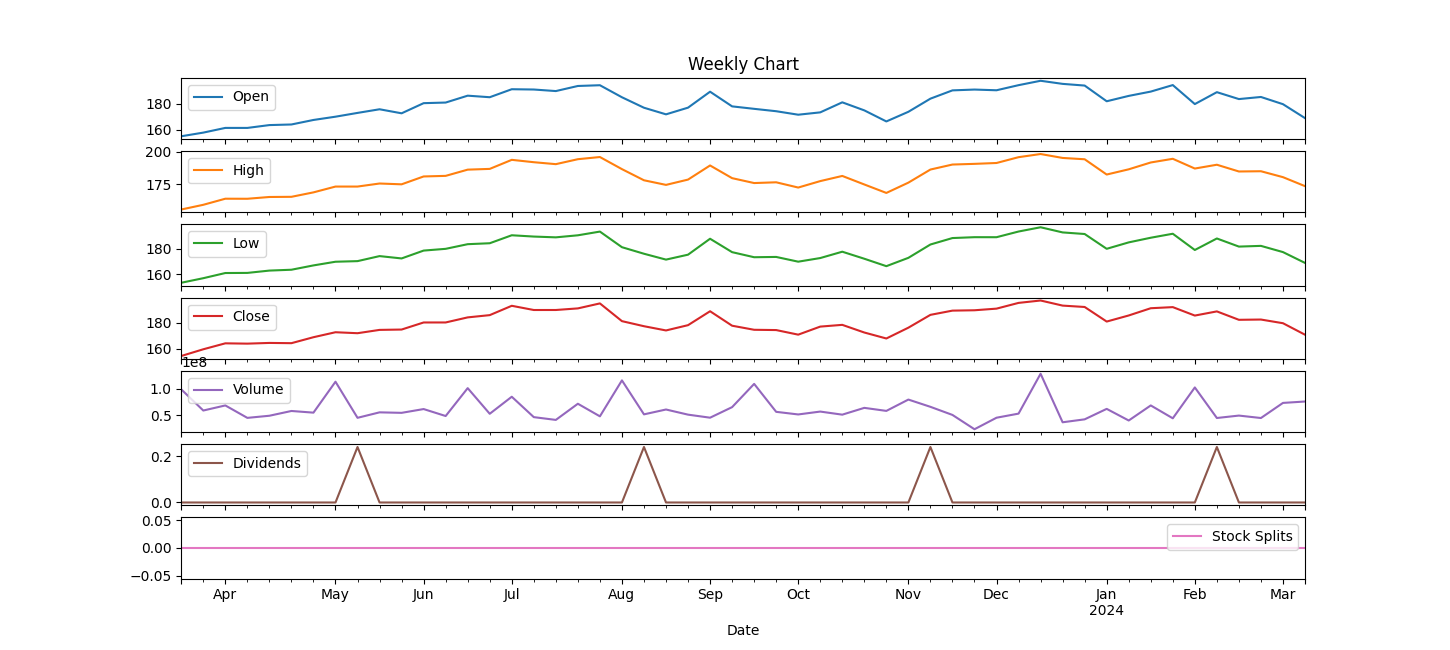 Weekly Chart
180
160
Open
200
175
High
180
160
Low
180
160
Close
1e8
1.0
0.5
Volume
0.2
0.0
Dividends
0.05
0.00
−0.05
Stock Splits
Apr May Jun Jul Aug Sep Oct Nov Dec Jan Feb Mar
2024
Date